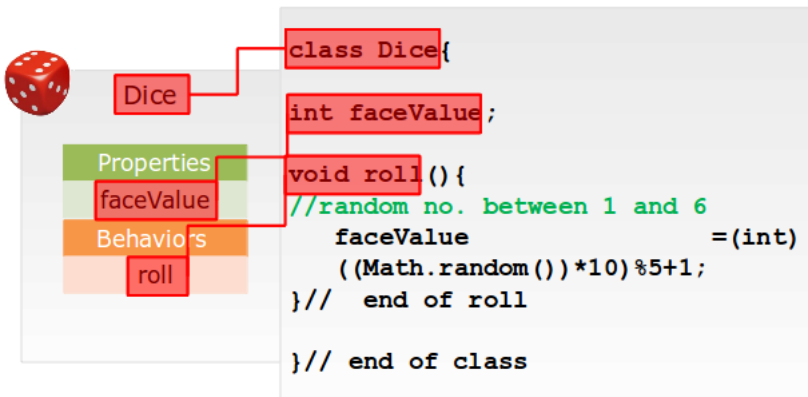 Dice
Properties
faceValue
Behaviors
roll
class Dice{
int faceValue;
void roll(){
//random no. between 1 and 6
faceValue =(int)
((Math.random())*10)%5+1;
}// end of roll
}// end of class